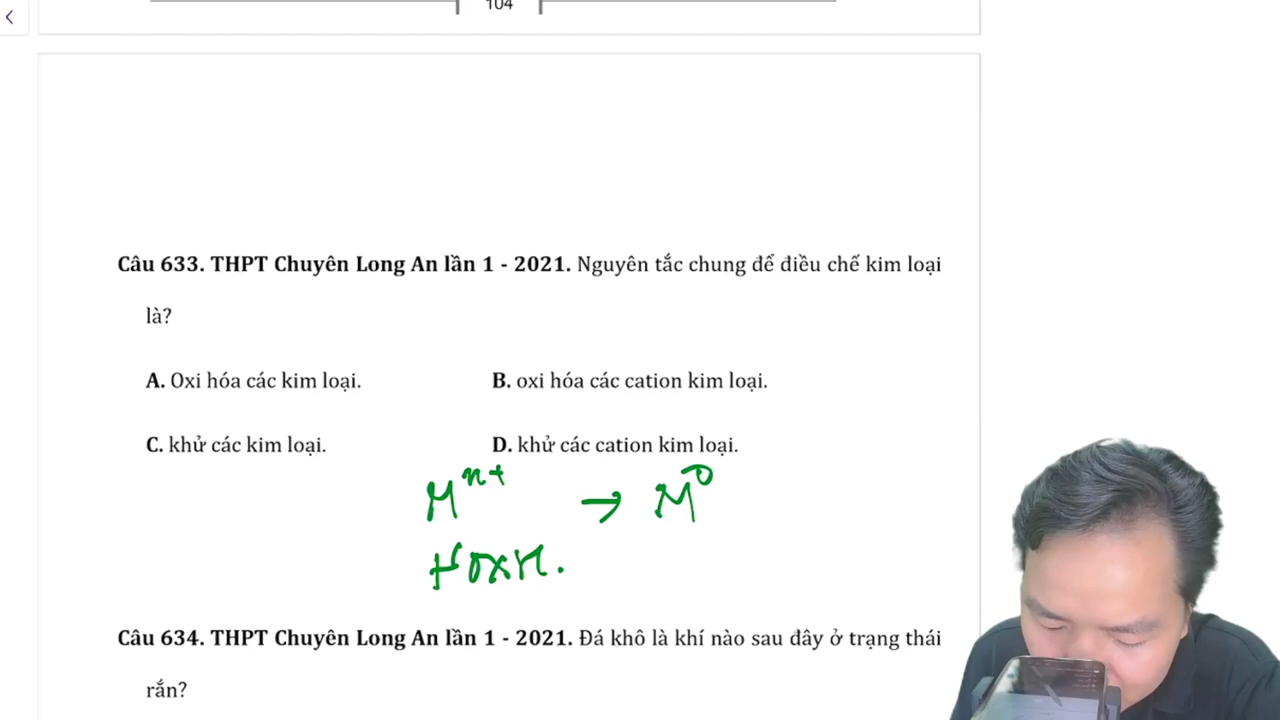 104
Câu 633. THPT Chuyên Long An lần 1 - 2021. Nguyên tắc chung để điều chế kim loại
là?
A. Oxi hóa các kim loại. B. oxi hóa các cation kim loại.
C. khử các kim loại. D. khử các cation kim loại.
Mⁿ⁺ → M⁰
Câu 634. THPT Chuyên Long An lần 1 - 2021. Đá khô là khí nào sau đây ở trạng thái
rắn?